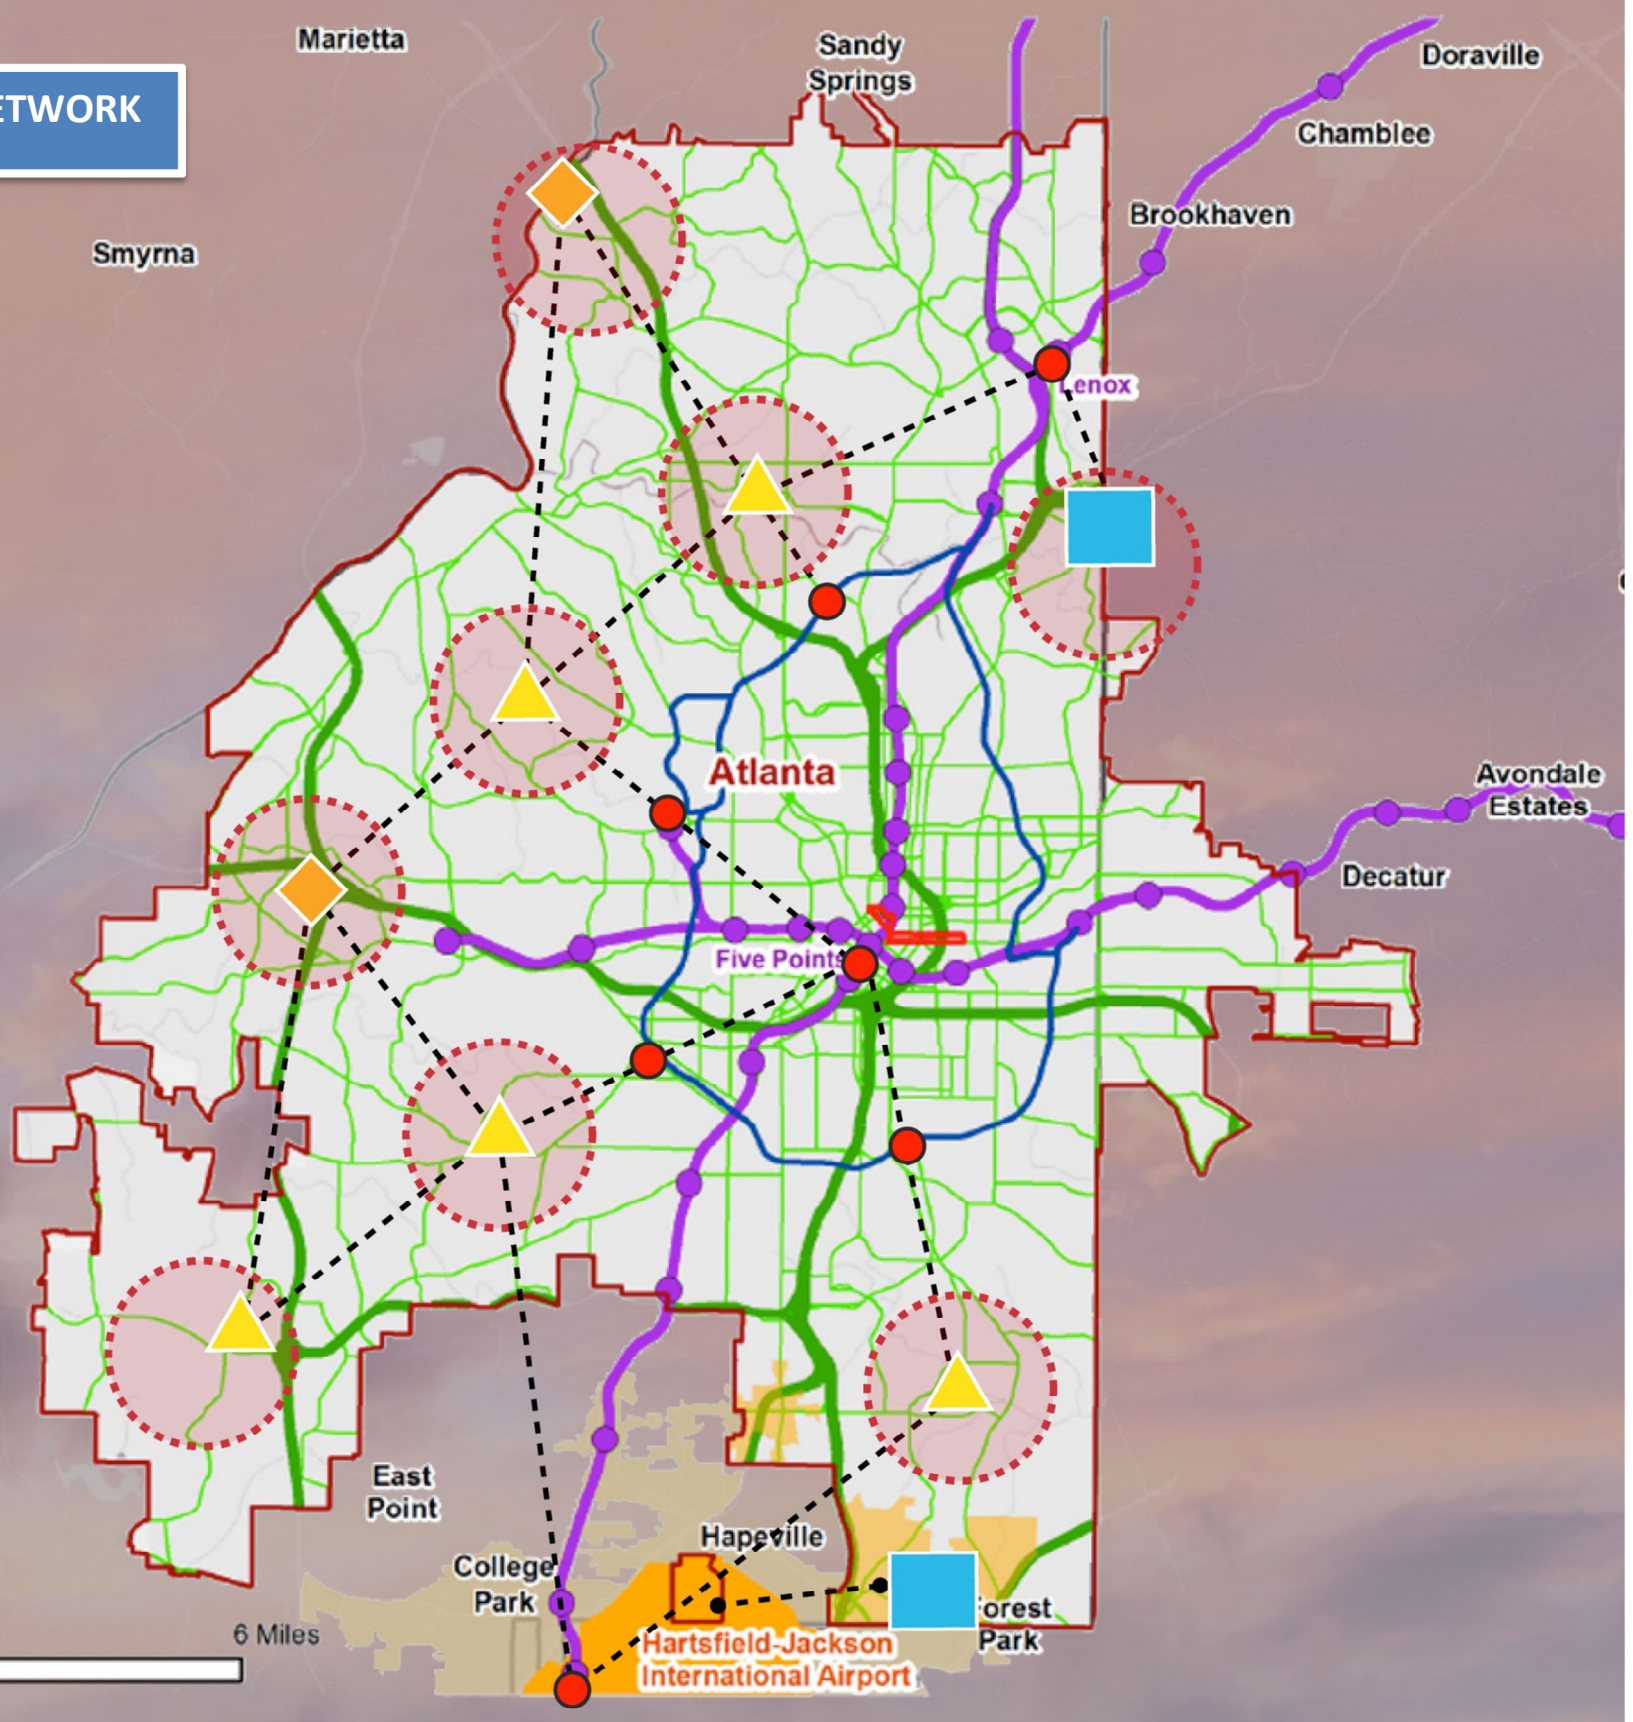 Marietta
Sandy
Springs
Doraville
ETWORK
Chamblee
Brookhaven
Smyrna
Lenox
Atlanta
Avondale
Estates
Decatur
Five Points
East
Point
Hapeville
College
Park
orest
Park
6 Miles
Hartsfield-Jackson
International Airport